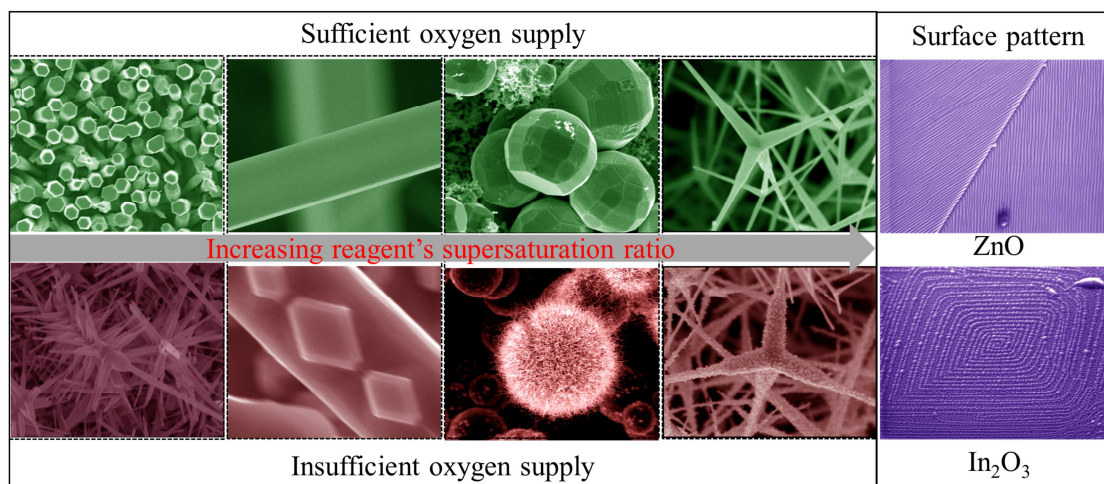 Sufficient oxygen supply
Surface pattern
Increasing reagent's supersaturation ratio
ZnO
Insufficient oxygen supply
In₂O₃